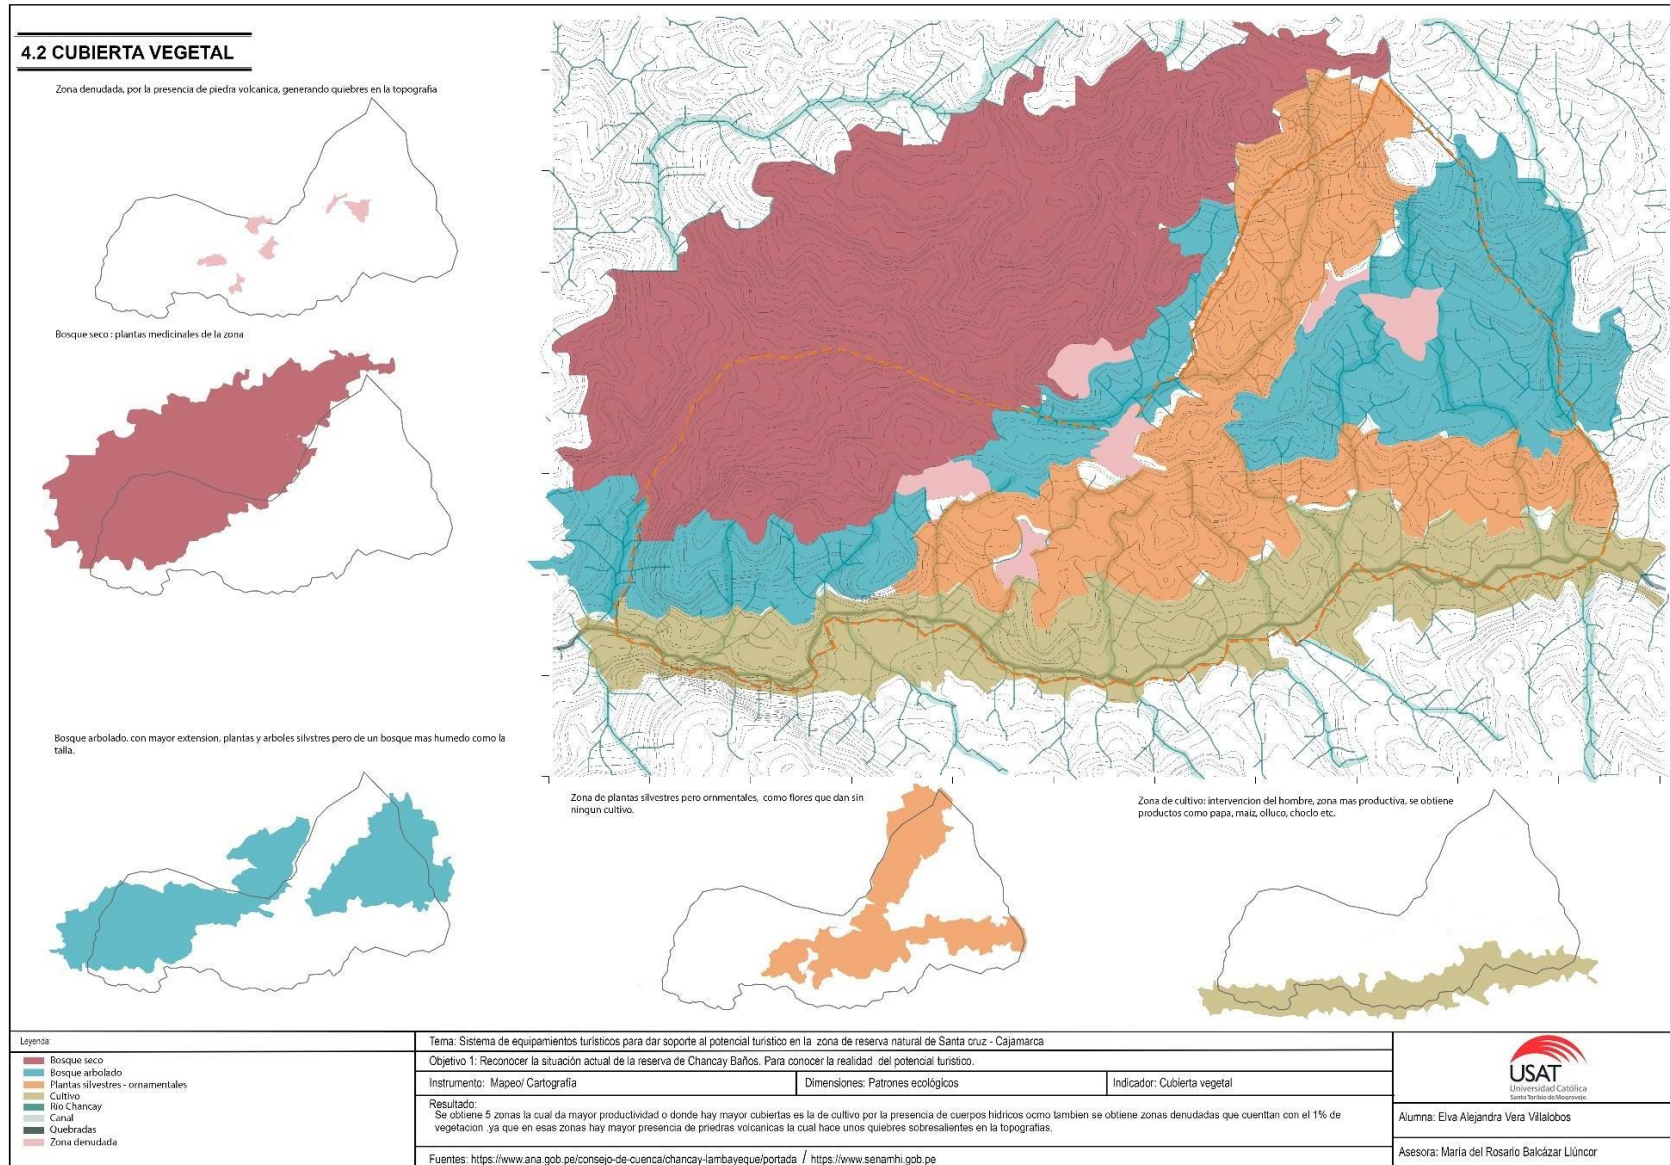 4.2 CUBIERTA VEGETAL
Zona denudada, por la presencia de piedra volcanica, generando quiebres en la topografia
Bosque seco : plantas medicinales de la zona
Bosque arbolado. con mayor extension, plantas y arboles silvstres pero de un bosque mas humedo como la
talla.
Zona de plantas silvestres pero ornmentales, como flores que dan sin
ningun cultivo.
Zona de cultivo: intervencion del hombre, zona mas productiva, se obtiene
productos como papa, maiz, olluco, choclo etc.
Leyenda:
Bosque seco
Bosque arbolado
Plantas silvestres - ornamentales
Cultivo
Río Chancay
Canal
Quebradas
Zona denudada
Tema: Sistema de equipamientos turísticos para dar soporte al potencial turistico en la zona de reserva natural de Santa cruz - Cajamarca
Objetivo 1: Reconocer la situación actual de la reserva de Chancay Baños. Para conocer la realidad del potencial turistico.
Instrumento: Mapeo/ Cartografía
Dimensiones: Patrones ecológicos
Indicador: Cubierta vegetal
Resultado:
Se obtiene 5 zonas la cual da mayor productividad o donde hay mayor cubiertas es la de cultivo por la presencia de cuerpos hidricos ocmo tambien se obtiene zonas denudadas que cuenttan con el 1% de
vegetacion .ya que en esas zonas hay mayor presencia de priedras volcanicas la cual hace unos quiebres sobresalientes en la topografias.
Fuentes: https://www.ana.gob.pe/consejo-de-cuenca/chancay-lambayeque/portada / https://www.senamhi.gob.pe
USAT
Universidad Católica
Santo Toribio de Mogrovejo
Alumna: Elva Alejandra Vera Villalobos
Asesora: María del Rosario Balcázar Llúncor